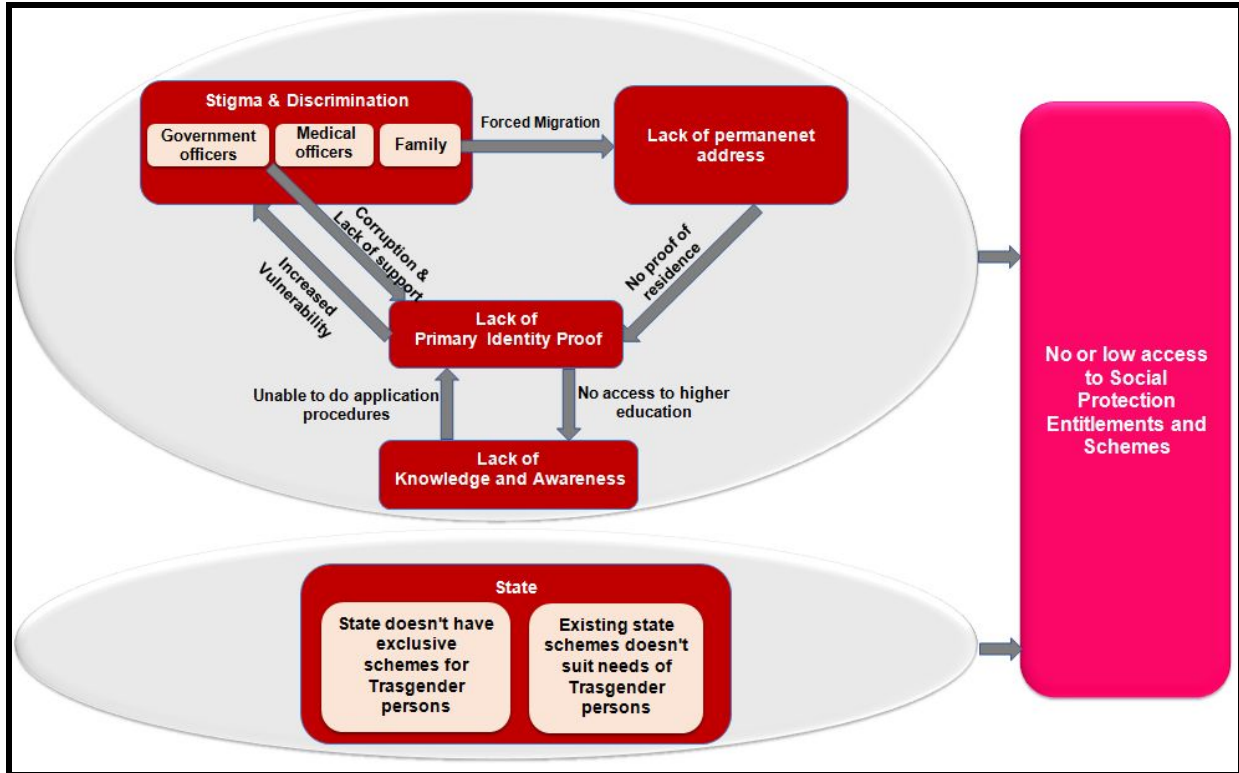 Stigma & Discrimination
Government
officers
Medical
officers
Family
Forced Migration
Lack of permanenet
address
Corruption &
Lack of support
Increased
Vulnerability
No proof of
residence
Lack of
Primary Identity Proof
Unable to do application
procedures
No access to higher
education
Lack of
Knowledge and Awareness
No or low access
to Social
Protection
Entitlements and
Schemes
State
State doesn't have
exclusive
schemes for
Trasgender
persons
Existing state
schemes doesn't
suit needs of
Trasgender
persons